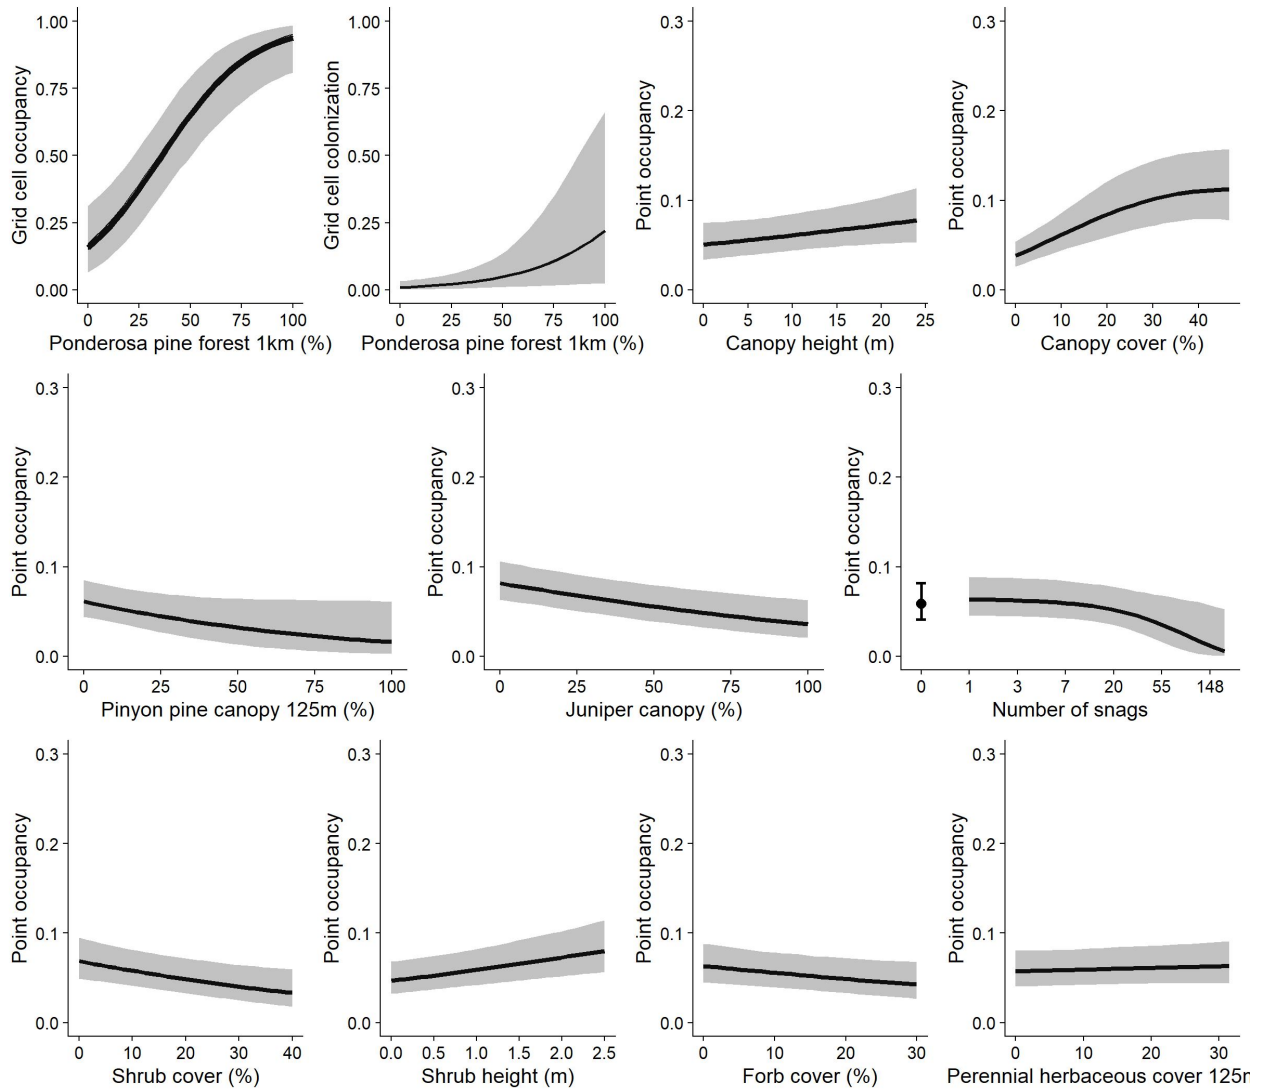 1.00
0.75
0.50
0.25
0.00
Grid cell occupancy
0 25 50 75 100
Ponderosa pine forest 1km (%)
1.00
0.75
0.50
0.25
0.00
Grid cell colonization
0 25 50 75 100
Ponderosa pine forest 1km (%)
0.3
0.2
0.1
0.0
Point occupancy
0 5 10 15 20 25
Canopy height (m)
0.3
0.2
0.1
0.0
Point occupancy
0 10 20 30 40
Canopy cover (%)
0.3
0.2
0.1
0.0
Point occupancy
0 25 50 75 100
Pinyon pine canopy 125m (%)
0.3
0.2
0.1
0.0
Point occupancy
0 25 50 75 100
Juniper canopy (%)
0.3
0.2
0.1
0.0
Point occupancy
0 1 3 7 20 55 148
Number of snags
0.3
0.2
0.1
0.0
Point occupancy
0 10 20 30 40
Shrub cover (%)
0.3
0.2
0.1
0.0
Point occupancy
0.0 0.5 1.0 1.5 2.0 2.5
Shrub height (m)
0.3
0.2
0.1
0.0
Point occupancy
0 10 20 30
Forb cover (%)
0.3
0.2
0.1
0.0
Point occupancy
0 10 20 30
Perennial herbaceous cover